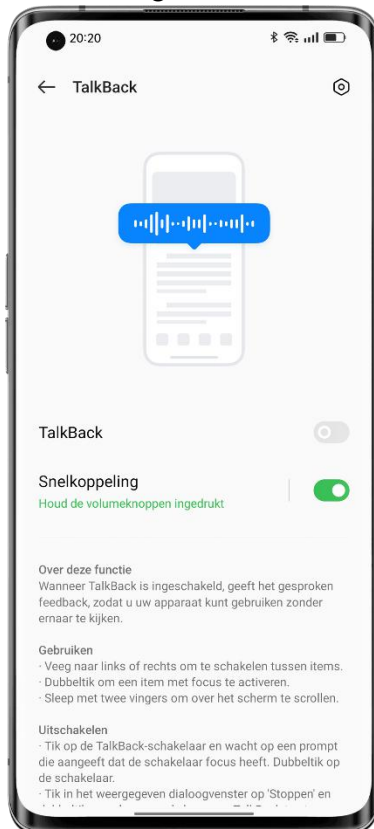 20:20
TalkBack
TalkBack
Snelkoppeling
Houd de volumeknoppen ingedrukt
Over deze functie
Wanneer TalkBack is ingeschakeld, geeft het gesproken
feedback, zodat u uw apparaat kunt gebruiken zonder
ernaar te kijken.
Gebruiken
· Veeg naar links of rechts om te schakelen tussen items.
· Dubbeltik om een item met focus te activeren.
· Sleep met twee vingers om over het scherm te scrollen.
Uitschakelen
· Tik op de TalkBack-schakelaar en wacht op een prompt
die aangeeft dat de schakelaar focus heeft. Dubbeltik op
de schakelaar.
· Tik in het weergegeven dialoogvenster op 'Stoppen' en